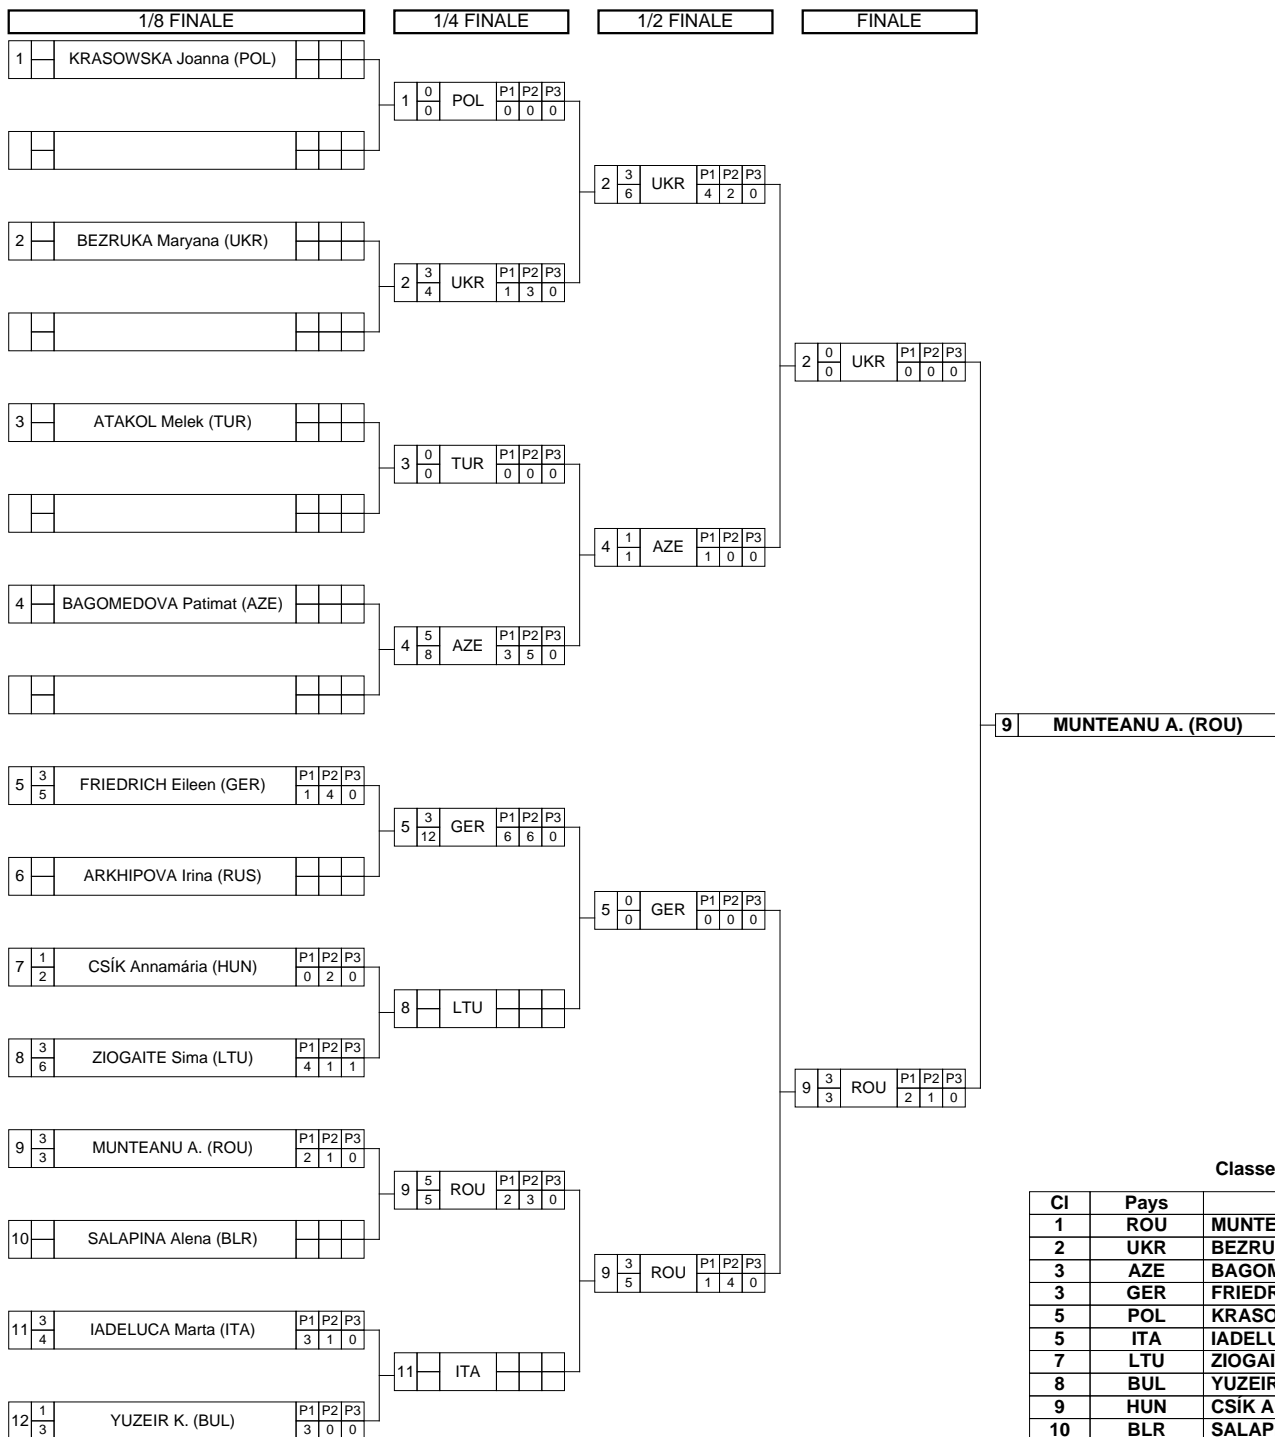 1/8 FINALE 1/4 FINALE 1/2 FINALE FINALE
1 KRASOWSKA Joanna (POL)
1 0 0 POL P1 P2 P3 0 0 0
2 3 6 UKR P1 P2 P3 4 2 0
2 BEZRUKA Maryana (UKR)
2 3 4 UKR P1 P2 P3 1 3 0
2 0 0 UKR P1 P2 P3 0 0 0
3 ATAKOL Melek (TUR)
3 0 0 TUR P1 P2 P3 0 0 0
4 1 1 AZE P1 P2 P3 1 0 0
4 BAGOMEDOVA Patimat (AZE)
4 5 8 AZE P1 P2 P3 3 5 0
9 MUNTEANU A. (ROU)
5 3 5 FRIEDRICH Eileen (GER) P1 P2 P3 1 4 0
5 3 12 GER P1 P2 P3 6 6 0
6 ARKHIPOVA Irina (RUS)
5 0 0 GER P1 P2 P3 0 0 0
7 1 2 CSÍK Annamária (HUN) P1 P2 P3 0 2 0
8 LTU
8 3 6 ZIOGAITE Sima (LTU) P1 P2 P3 4 1 1
9 3 3 ROU P1 P2 P3 2 1 0
9 3 3 MUNTEANU A. (ROU) P1 P2 P3 2 1 0
9 5 5 ROU P1 P2 P3 2 3 0
10 SALAPINA Alena (BLR)
9 3 5 ROU P1 P2 P3 1 4 0
11 3 4 IADELUCA Marta (ITA) P1 P2 P3 3 1 0
11 ITA
12 1 3 YUZEIR K. (BUL) P1 P2 P3 3 0 0
Classe
Cl Pays
1 ROU MUNTE
2 UKR BEZRU
3 AZE BAGOM
3 GER FRIEDR
5 POL KRASO
5 ITA IADELU
7 LTU ZIOGAI
8 BUL YUZEIR
9 HUN CSÍK A
10 BLR SALAP